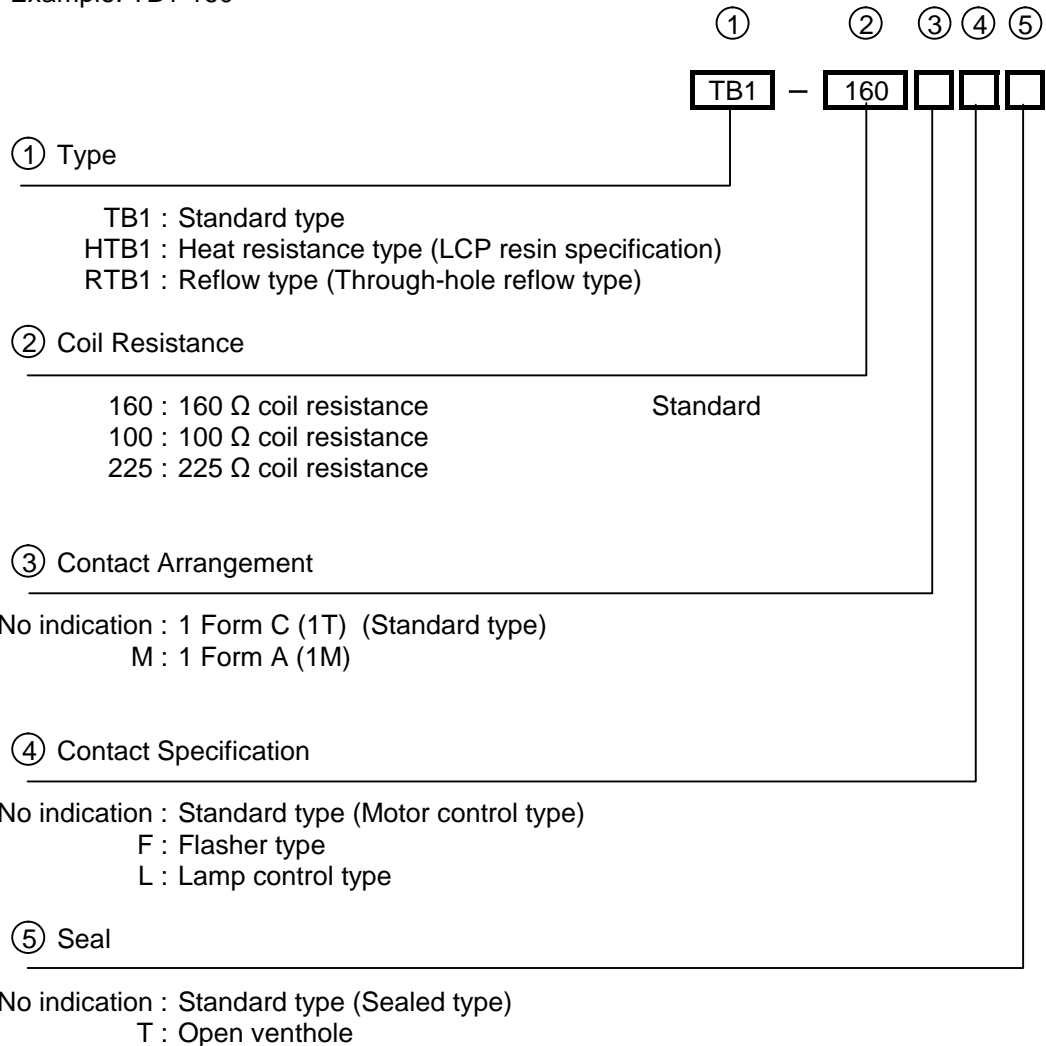 ① ② ③ ④ ⑤
TB1 – 160
① Type
TB1 : Standard type
HTB1 : Heat resistance type (LCP resin specification)
RTB1 : Reflow type (Through-hole reflow type)
② Coil Resistance
160 : 160 Ω coil resistance Standard
100 : 100 Ω coil resistance
225 : 225 Ω coil resistance
③ Contact Arrangement
No indication : 1 Form C (1T) (Standard type)
M : 1 Form A (1M)
④ Contact Specification
No indication : Standard type (Motor control type)
F : Flasher type
L : Lamp control type
⑤ Seal
No indication : Standard type (Sealed type)
T : Open venthole